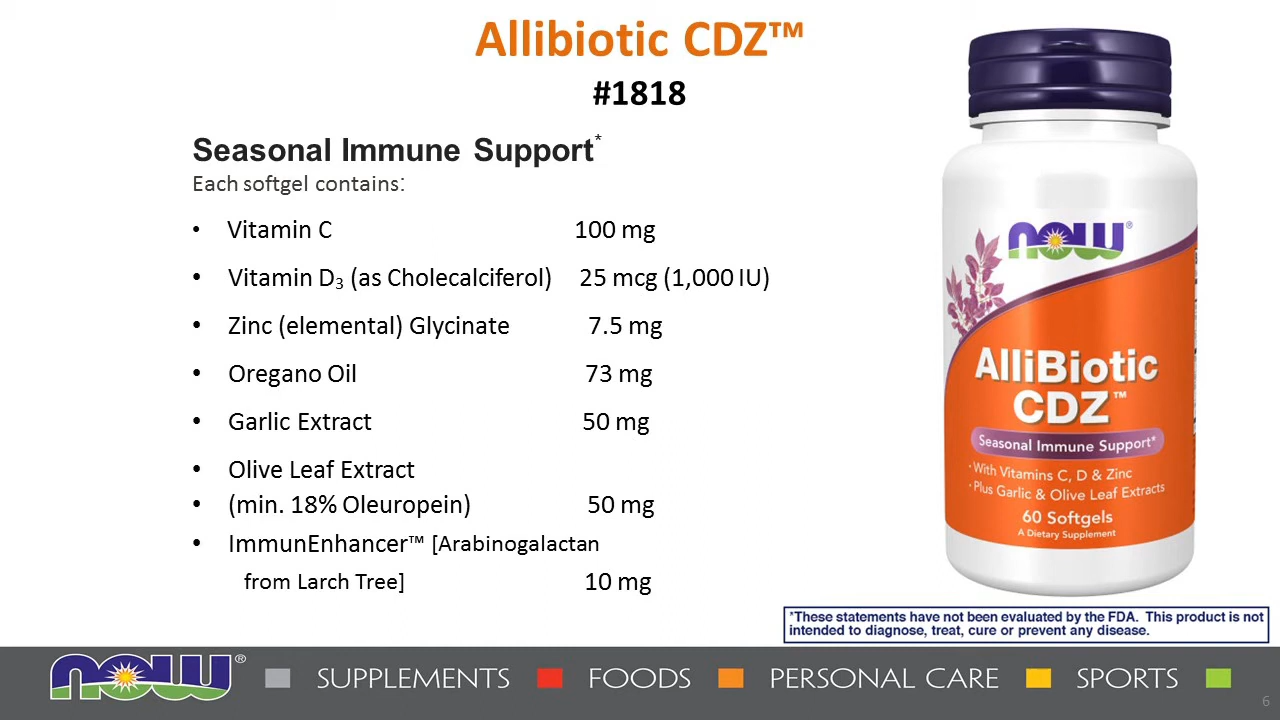 Allibiotic CDZ™
#1818
Seasonal Immune Support*
Each softgel contains:
• Vitamin C 100 mg
• Vitamin D₃ (as Cholecalciferol) 25 mcg (1,000 IU)
• Zinc (elemental) Glycinate 7.5 mg
• Oregano Oil 73 mg
• Garlic Extract 50 mg
• Olive Leaf Extract
• (min. 18% Oleuropein) 50 mg
• ImmunEnhancer™ [Arabinogalactan
from Larch Tree] 10 mg
NOW®
AlliBiotic
CDZ™
Seasonal Immune Support*
• With Vitamins C, D & Zinc
• Plus Garlic & Olive Leaf Extracts
60 Softgels
A Dietary Supplement
*These statements have not been evaluated by the FDA. This product is not
intended to diagnose, treat, cure or prevent any disease.
NOW® SUPPLEMENTS FOODS PERSONAL CARE SPORTS
6